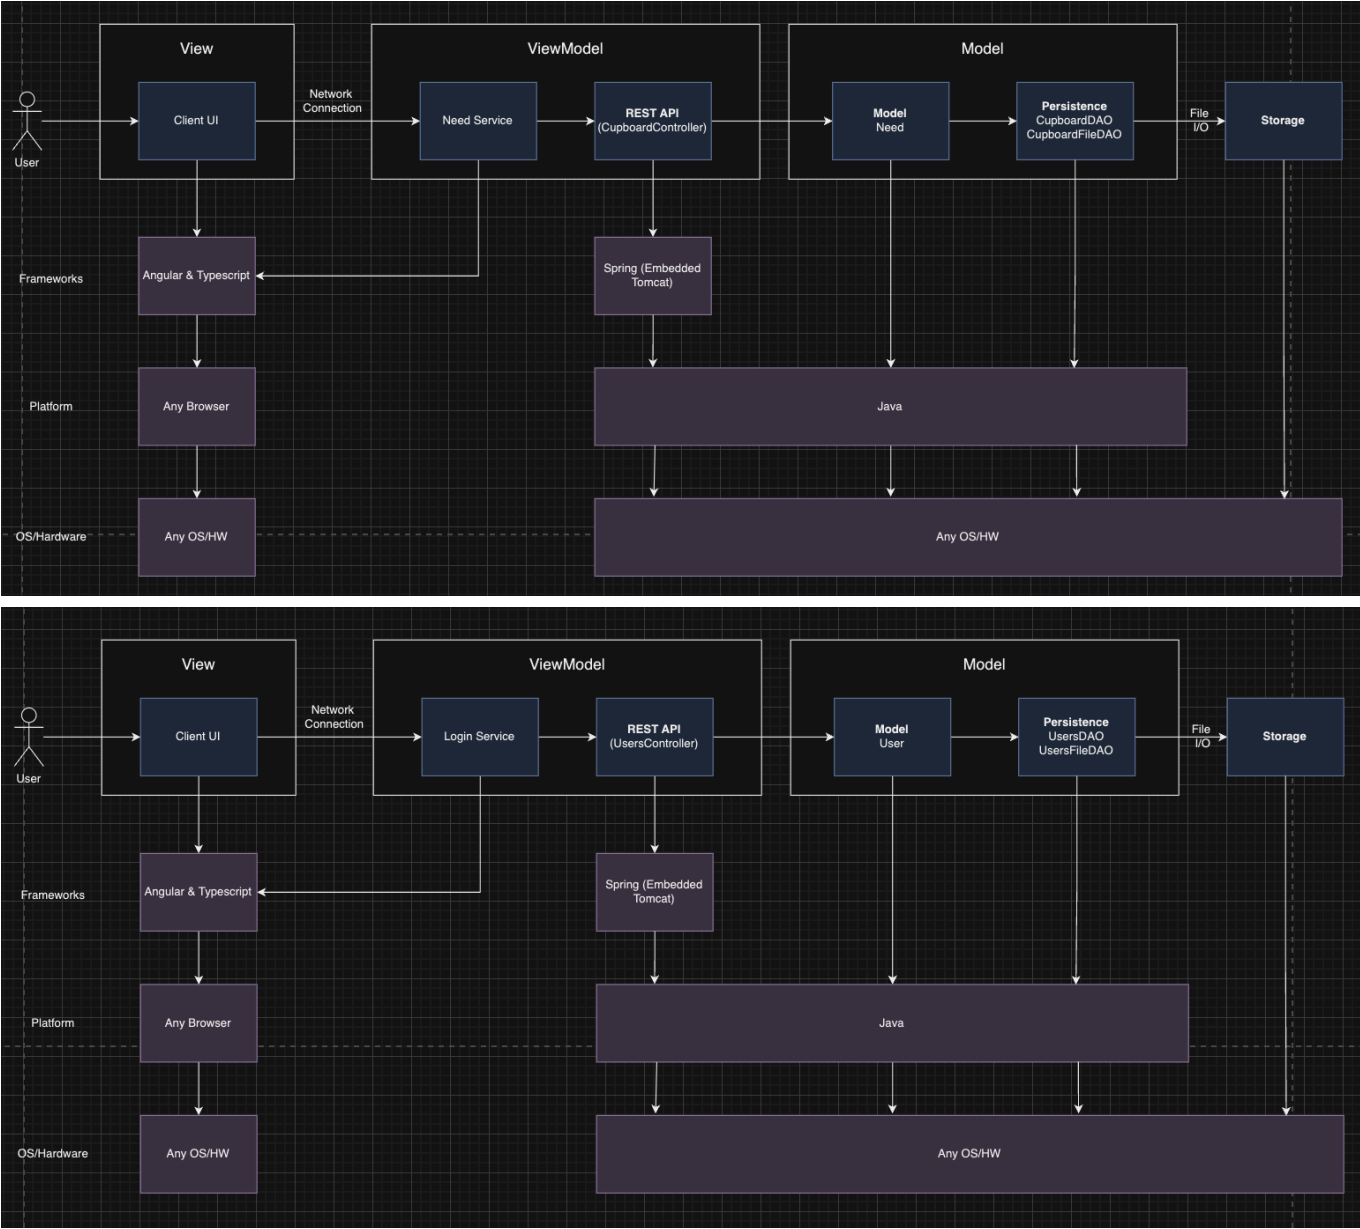 View
ViewModel
Model
User
Client UI
Network
Connection
Need Service
REST API
(CupboardController)
Model
Need
Persistence
CupboardDAO
CupboardFileDAO
File
I/O
Storage
Frameworks
Angular & Typescript
Spring (Embedded
Tomcat)
Platform
Any Browser
Java
OS/Hardware
Any OS/HW
Any OS/HW
View
ViewModel
Model
User
Client UI
Network
Connection
Login Service
REST API
(UsersController)
Model
User
Persistence
UsersDAO
UsersFileDAO
File
I/O
Storage
Frameworks
Angular & Typescript
Spring (Embedded
Tomcat)
Platform
Any Browser
Java
OS/Hardware
Any OS/HW
Any OS/HW